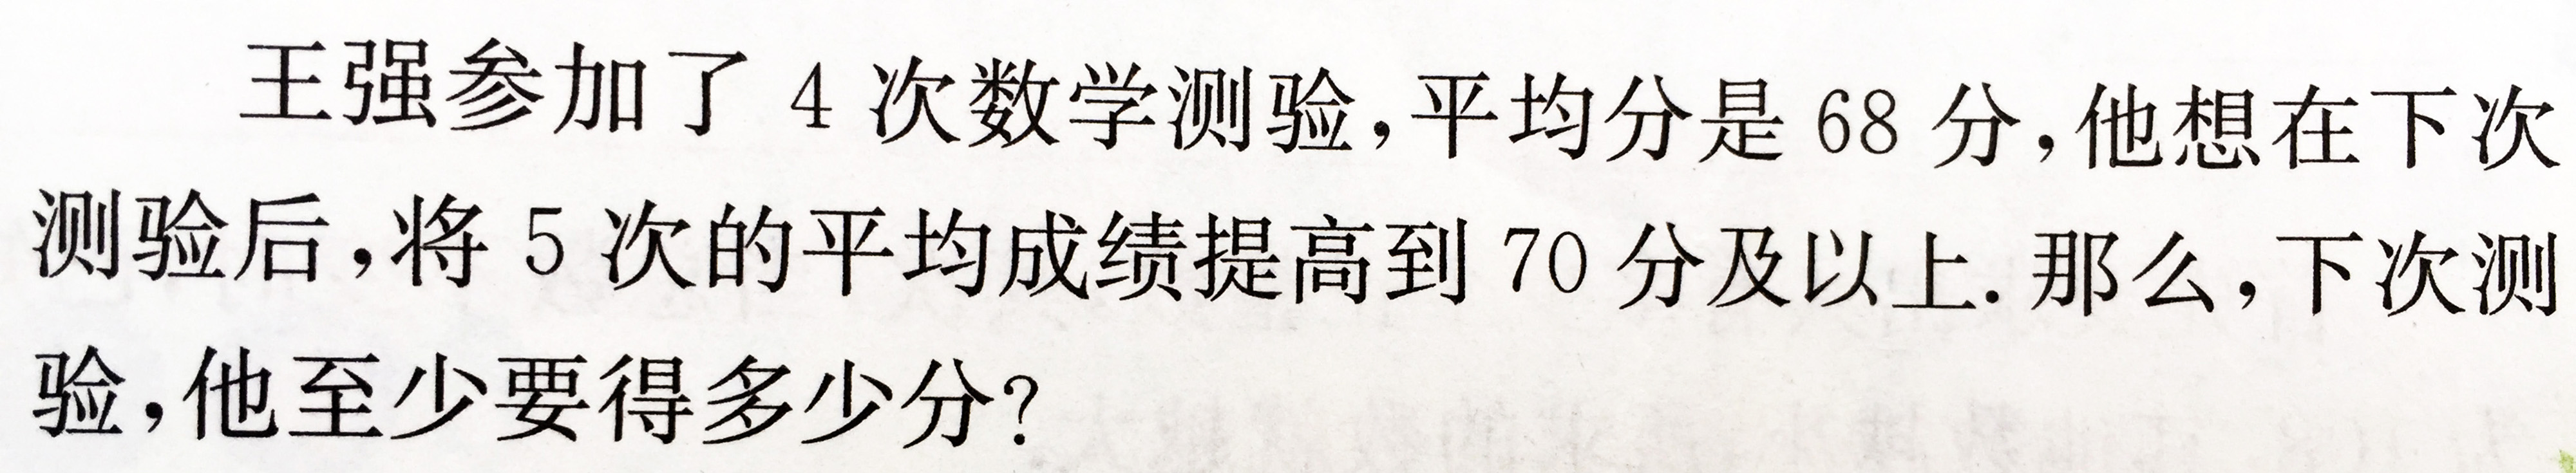 王强参加了 4 次数学测验,平均分是 68 分,他想在下次
测验后,将 5 次的平均成绩提高到 70 分及以上. 那么,下次测
验,他至少要得多少分?